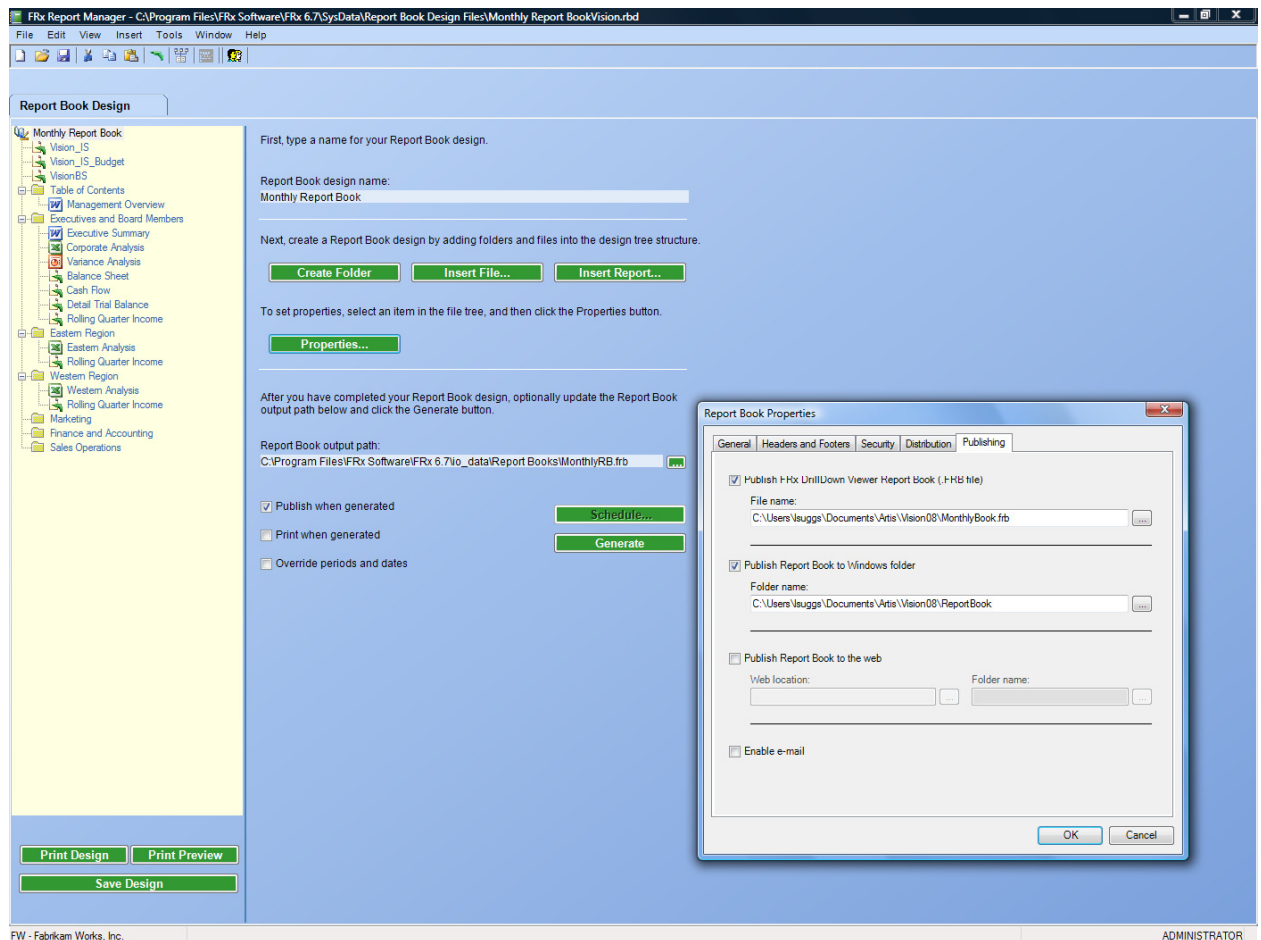 FRx Report Manager - C:\Program Files\FRx Software\FRx 6.7\SysData\Report Book Design Files\Monthly Report BookVision.rbd
File Edit View Insert Tools Window Help
Report Book Design
Monthly Report Book
Vision_IS
Vision_IS_Budget
VisionBS
Table of Contents
Management Overview
Executives and Board Members
Executive Summary
Corporate Analysis
Variance Analysis
Balance Sheet
Cash Flow
Detail Trial Balance
Rolling Quarter Income
Eastern Region
Eastern Analysis
Rolling Quarter Income
Western Region
Western Analysis
Rolling Quarter Income
Marketing
Finance and Accounting
Sales Operations
Print Design Print Preview
Save Design
First, type a name for your Report Book design.
Report Book design name:
Monthly Report Book
Next, create a Report Book design by adding folders and files into the design tree structure.
Create Folder Insert File... Insert Report...
To set properties, select an item in the file tree, and then click the Properties button.
Properties...
After you have completed your Report Book design, optionally update the Report Book
output path below and click the Generate button.
Report Book output path:
C:\Program Files\FRx Software\FRx 6.7\io_data\Report Books\MonthlyRB.frb ...
Publish when generated
Schedule...
Print when generated
Generate
Override periods and dates
Report Book Properties
General Headers and Footers Security Distribution Publishing
Publish FRx DrillDown Viewer Report Book (.FRB file)
File name:
C:\Users\lsuggs\Documents\Artis\Vision08\MonthlyBook.frb ...
Publish Report Book to Windows folder
Folder name:
C:\Users\lsuggs\Documents\Artis\Vision08\ReportBook ...
Publish Report Book to the web
Web location: Folder name:
... ...
Enable e-mail
OK Cancel
FW - Fabrikam Works, Inc. ADMINISTRATOR